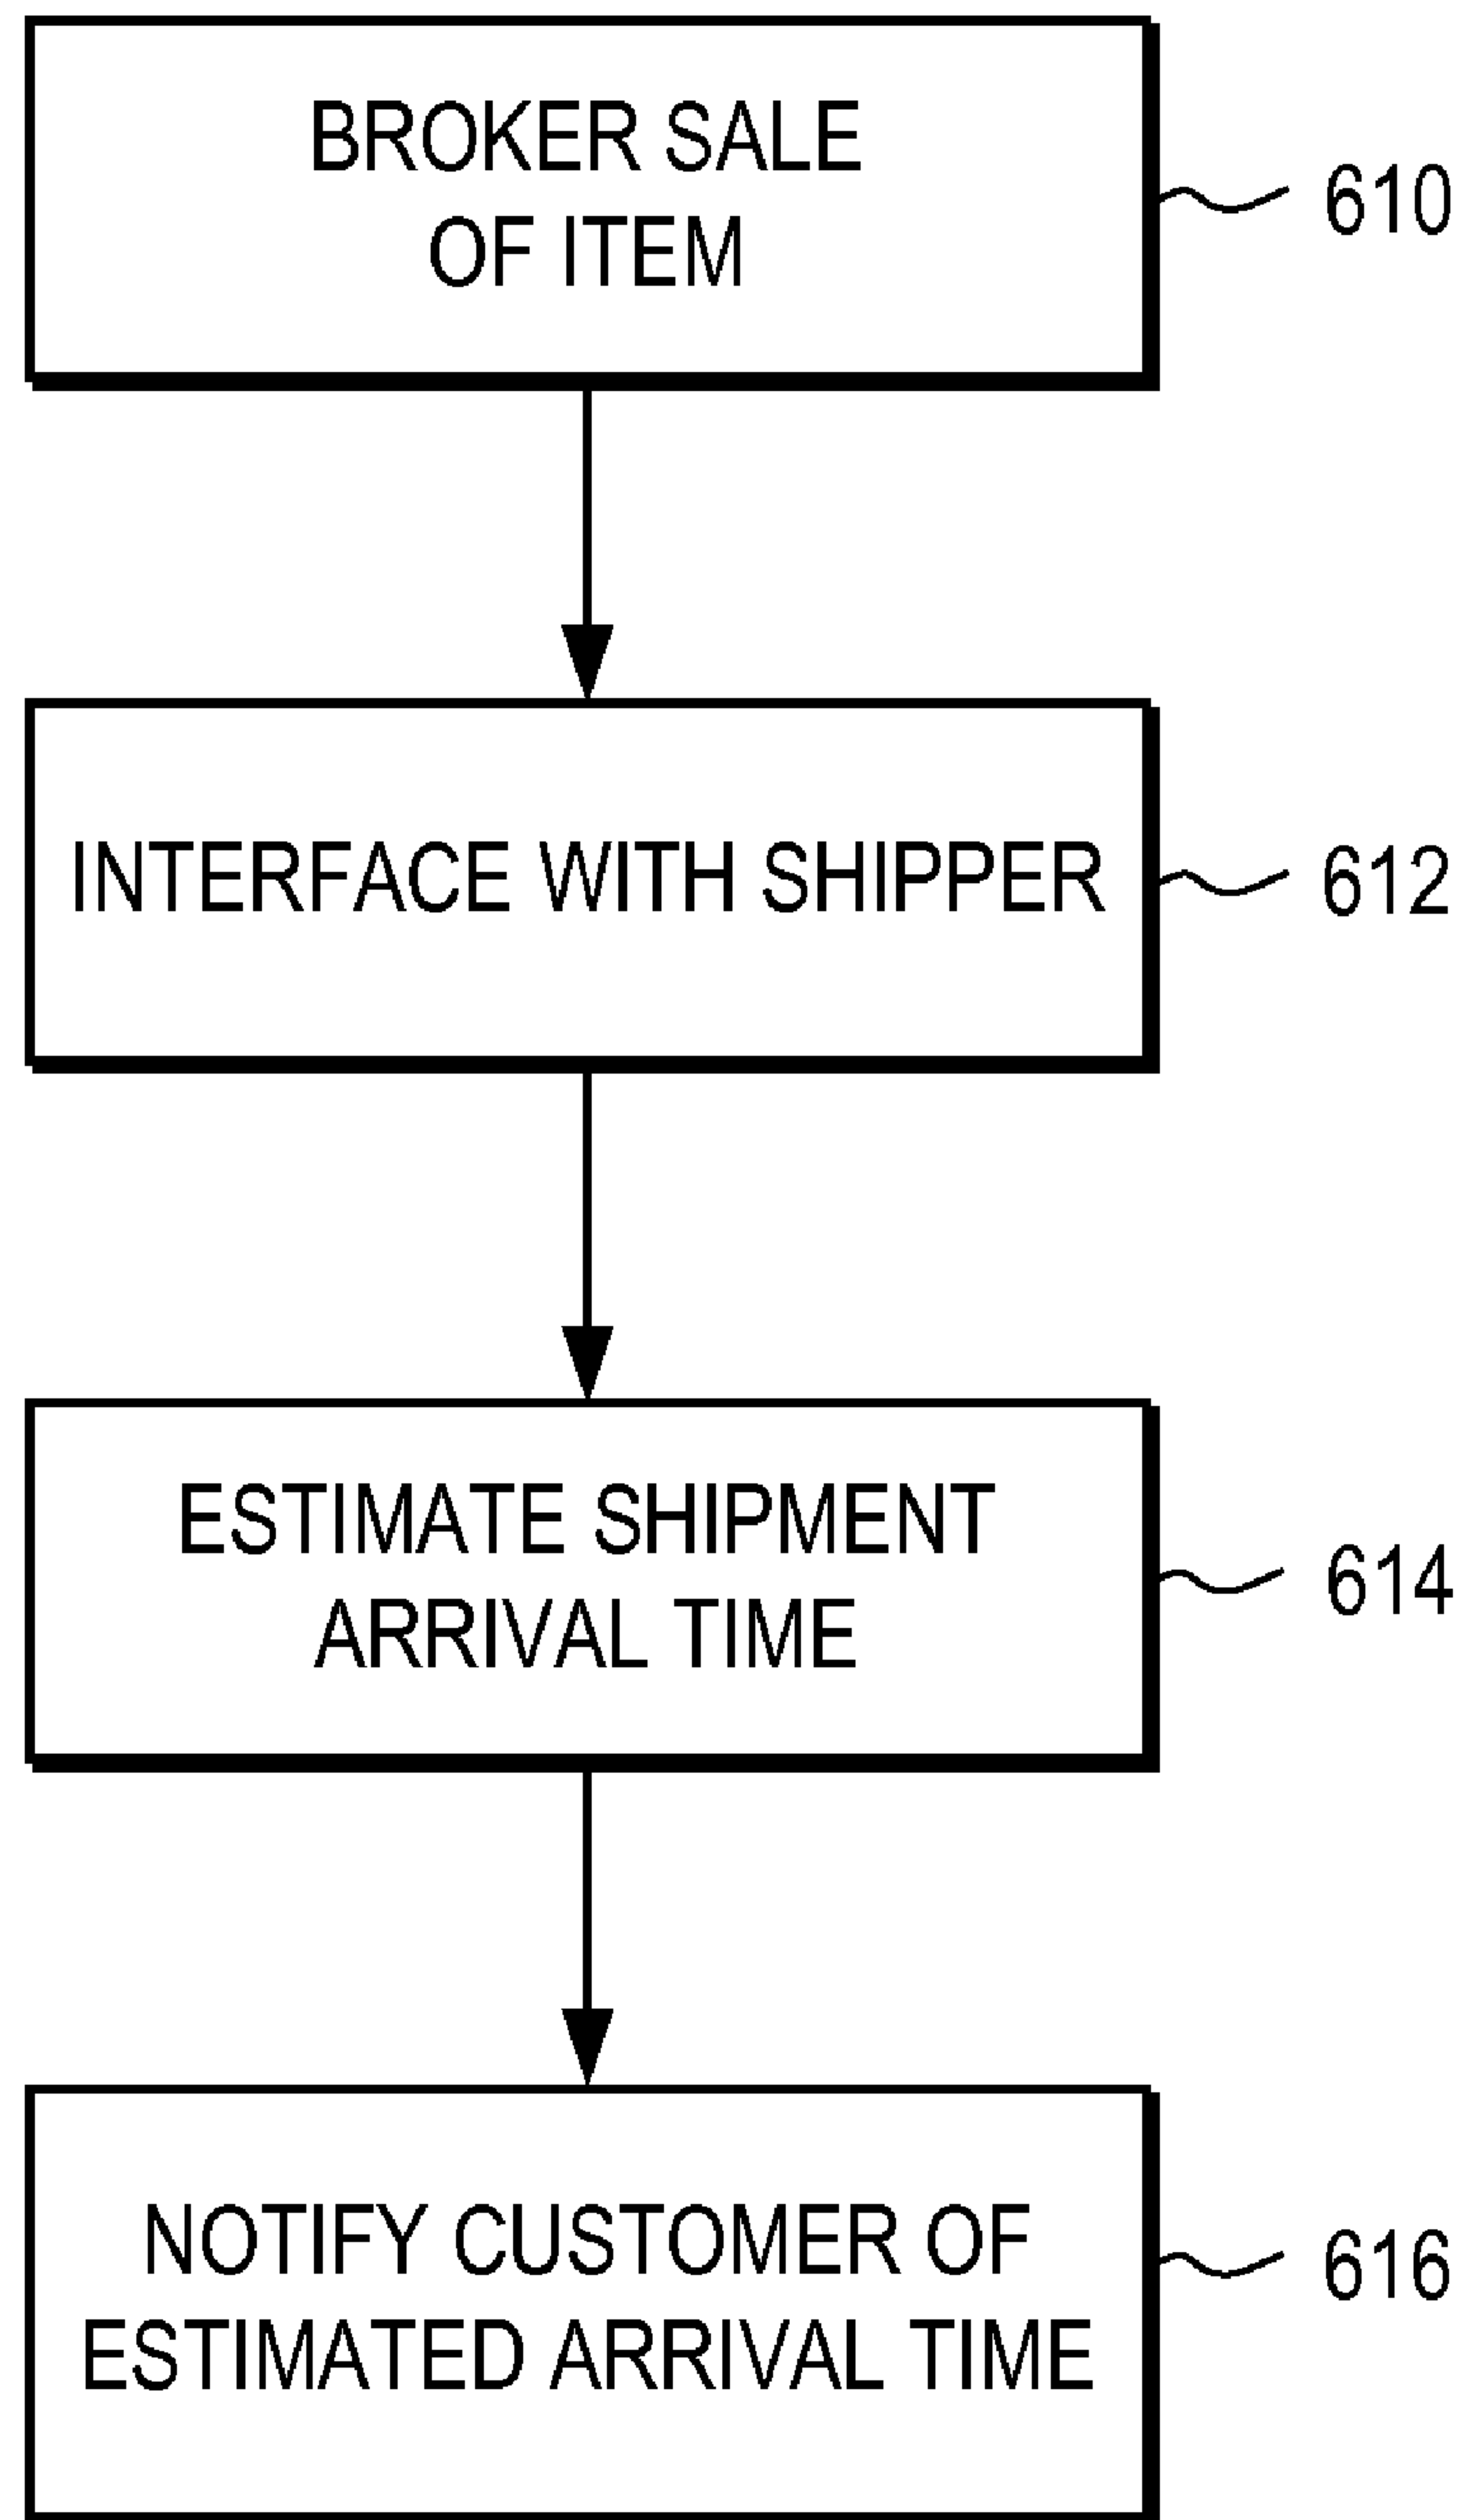 BROKER SALE
OF ITEM
610
INTERFACE WITH SHIPPER
612
ESTIMATE SHIPMENT
ARRIVAL TIME
614
NOTIFY CUSTOMER OF
ESTIMATED ARRIVAL TIME
616